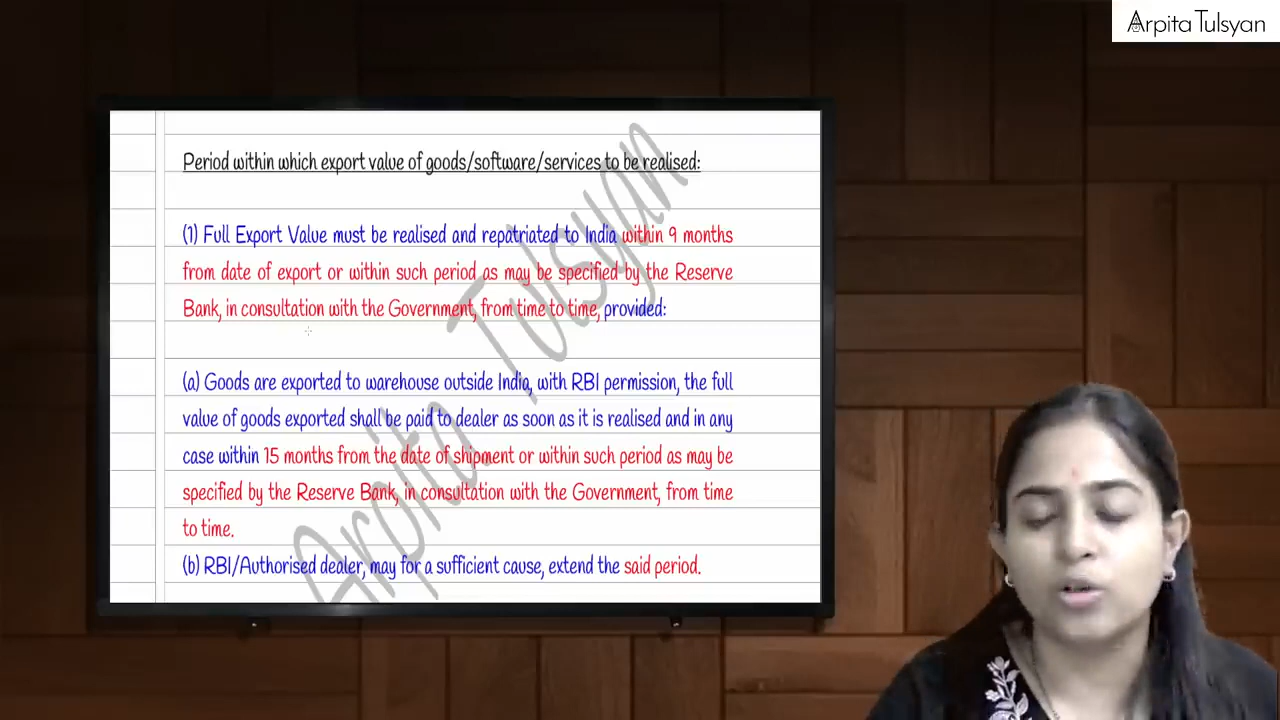 Arpita Tulsyan
Period within which export value of goods/software/services to be realised:
(1) Full Export Value must be realised and repatriated to India within 9 months
from date of export or within such period as may be specified by the Reserve
Bank, in consultation with the Government, from time to time, provided:
(a) Goods are exported to warehouse outside India, with RBI permission, the full
value of goods exported shall be paid to dealer as soon as it is realised and in any
case within 15 months from the date of shipment or within such period as may be
specified by the Reserve Bank, in consultation with the Government, from time
to time.
(b) RBI/Authorised dealer, may for a sufficient cause, extend the said period.
Arpita Tulsyan